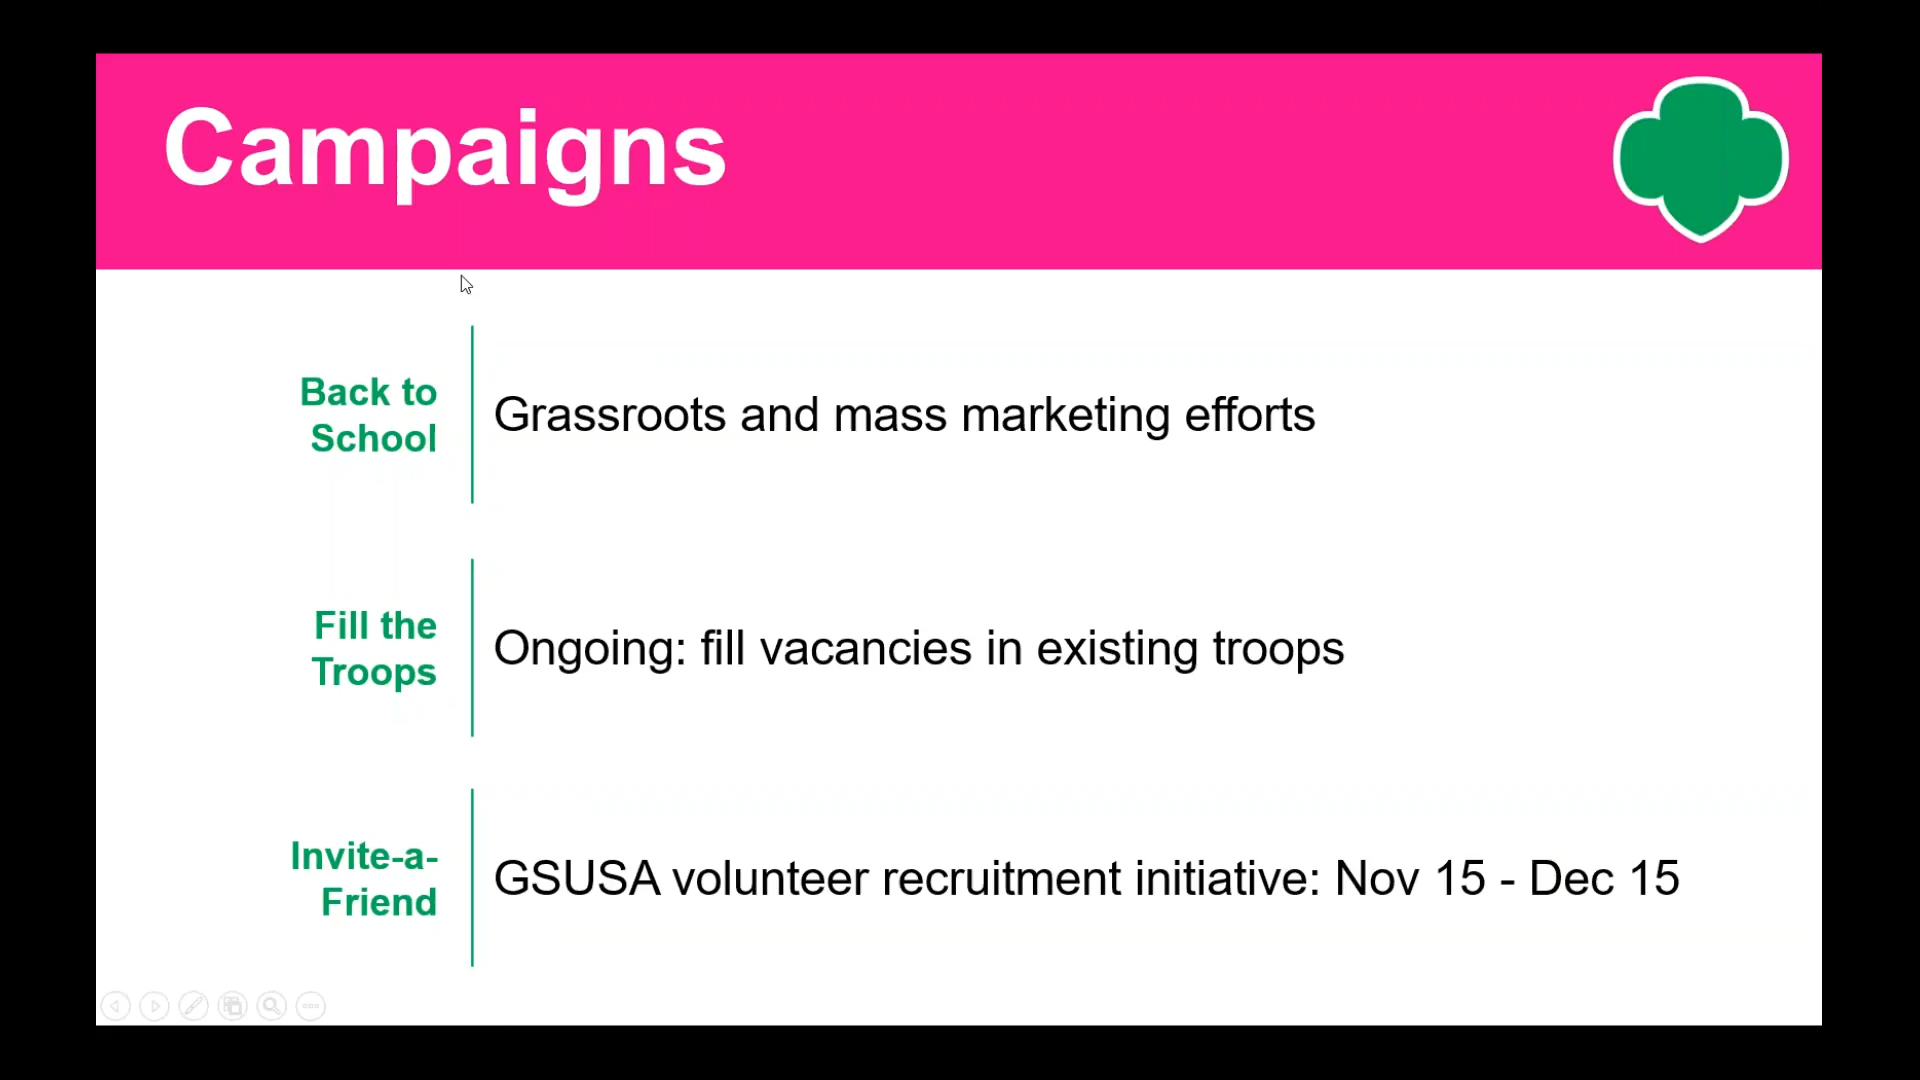 Campaigns
Back to
School
Grassroots and mass marketing efforts
Fill the
Troops
Ongoing: fill vacancies in existing troops
Invite-a-
Friend
GSUSA volunteer recruitment initiative: Nov 15 - Dec 15